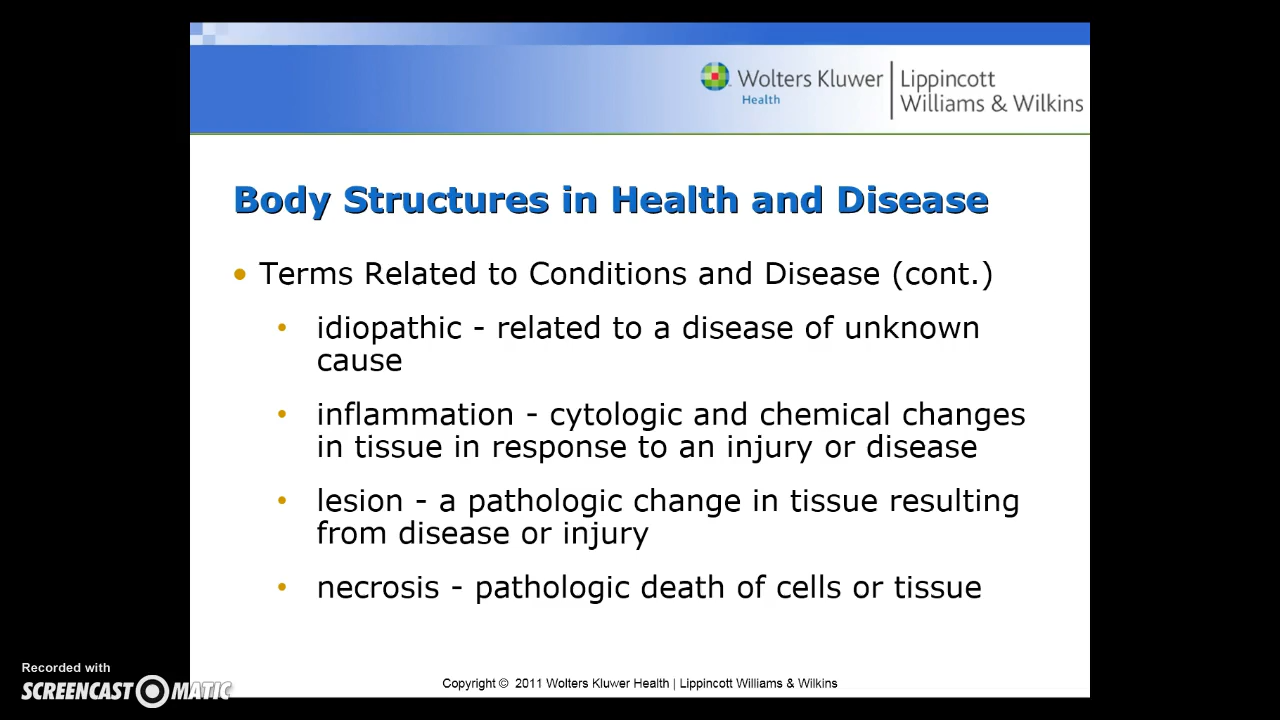 Wolters Kluwer
Health
Lippincott
Williams & Wilkins
Body Structures in Health and Disease
• Terms Related to Conditions and Disease (cont.)
• idiopathic - related to a disease of unknown
cause
• inflammation - cytologic and chemical changes
in tissue in response to an injury or disease
• lesion - a pathologic change in tissue resulting
from disease or injury
• necrosis - pathologic death of cells or tissue
Recorded with
SCREENCAST MATIC
Copyright © 2011 Wolters Kluwer Health | Lippincott Williams & Wilkins